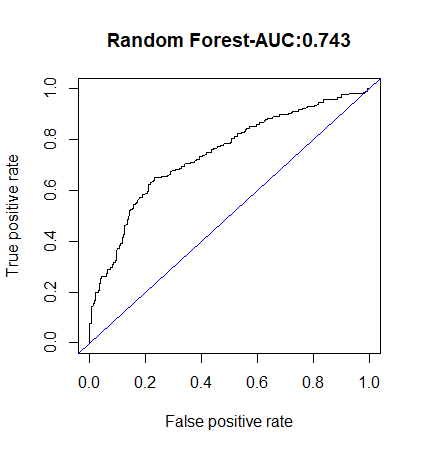 Random Forest-AUC:0.743
True positive rate
1.0
0.8
0.6
0.4
0.2
0.0
0.0 0.2 0.4 0.6 0.8 1.0
False positive rate